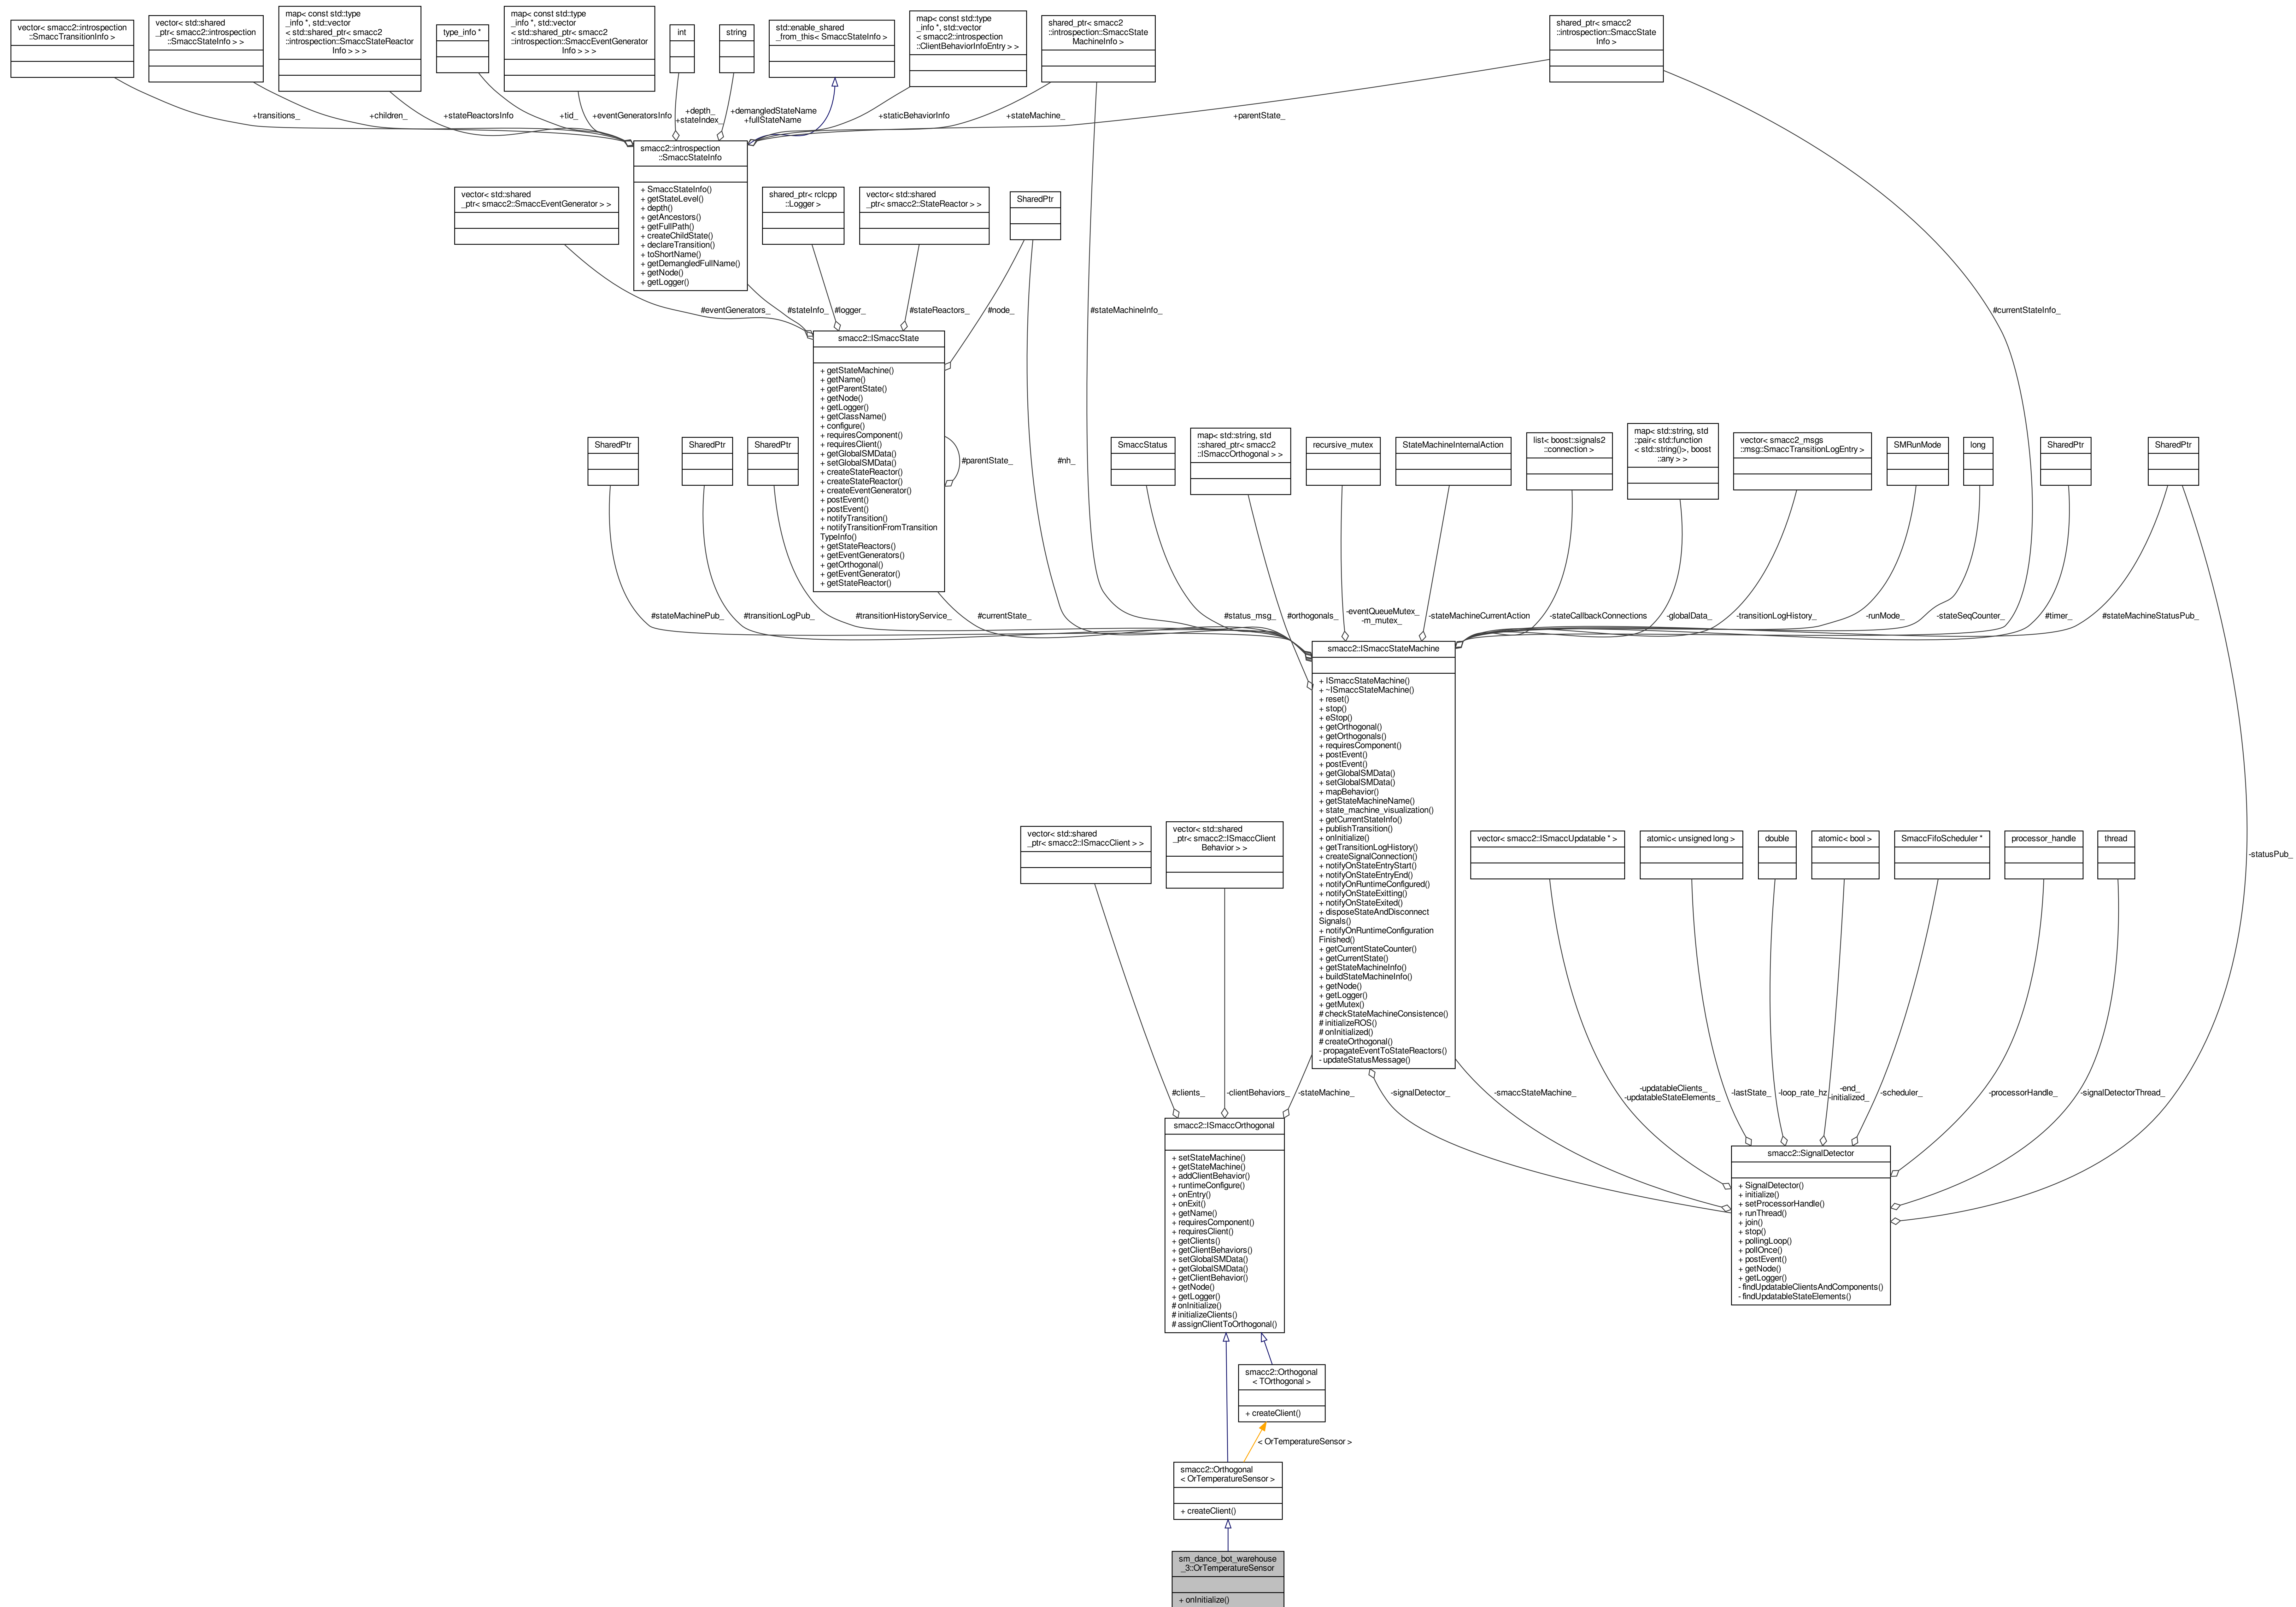 vector< smacc2::introspection
::SmaccTransitionInfo >
vector< std::shared
_ptr< smacc2::introspection
::SmaccStateInfo > >
map< const std::type
_info *, std::vector
< std::shared_ptr< smacc2
::introspection::SmaccStateReactor
Info > > >
type_info *
map< const std::type
_info *, std::vector
< std::shared_ptr< smacc2
::introspection::SmaccEventGenerator
Info > > >
int
string
std::enable_shared
_from_this< SmaccStateInfo >
map< const std::type
_info *, std::vector
< smacc2::introspection
::ClientBehaviorInfoEntry > >
shared_ptr< smacc2
::introspection::SmaccState
MachineInfo >
shared_ptr< smacc2
::introspection::SmaccState
Info >
+transitions_
+children_
+stateReactorsInfo
+tid_
+eventGeneratorsInfo
+depth_
+stateIndex_
+demangledStateName
+fullStateName
+staticBehaviorInfo
+stateMachine_
+parentState_
smacc2::introspection
::SmaccStateInfo
+ SmaccStateInfo()
+ getStateLevel()
+ depth()
+ getAncestors()
+ getFullPath()
+ createChildState()
+ declareTransition()
+ toShortName()
+ getDemangledFullName()
+ getNode()
+ getLogger()
vector< std::shared
_ptr< smacc2::SmaccEventGenerator > >
shared_ptr< rclcpp
::Logger >
vector< std::shared
_ptr< smacc2::StateReactor > >
SharedPtr
#eventGenerators_
#stateInfo_
#logger_
#stateReactors_
#node_
#stateMachineInfo_
#currentStateInfo_
smacc2::ISmaccState
+ getStateMachine()
+ getName()
+ getParentState()
+ getNode()
+ getLogger()
+ getClassName()
+ configure()
+ requiresComponent()
+ requiresClient()
+ getGlobalSMData()
+ setGlobalSMData()
+ createStateReactor()
+ createStateReactor()
+ createEventGenerator()
+ postEvent()
+ postEvent()
+ notifyTransition()
+ notifyTransitionFromTransition
TypeInfo()
+ getStateReactors()
+ getEventGenerators()
+ getOrthogonal()
+ getEventGenerator()
+ getStateReactor()
#parentState_
#nh_
SharedPtr
SharedPtr
SharedPtr
SmaccStatus
map< std::string, std
::shared_ptr< smacc2
::ISmaccOrthogonal > >
recursive_mutex
StateMachineInternalAction
list< boost::signals2
::connection >
map< std::string, std
::pair< std::function
< std::string()>, boost
::any > >
vector< smacc2_msgs
::msg::SmaccTransitionLogEntry >
SMRunMode
long
SharedPtr
SharedPtr
#stateMachinePub_
#transitionLogPub_
#transitionHistoryService_
#currentState_
#status_msg_
#orthogonals_
-eventQueueMutex_
-m_mutex_
-stateMachineCurrentAction
-stateCallbackConnections
-globalData_
-transitionLogHistory_
-runMode_
-stateSeqCounter_
#timer_
#stateMachineStatusPub_
smacc2::ISmaccStateMachine
+ ISmaccStateMachine()
+ ~ISmaccStateMachine()
+ reset()
+ stop()
+ eStop()
+ getOrthogonal()
+ getOrthogonals()
+ requiresComponent()
+ postEvent()
+ postEvent()
+ getGlobalSMData()
+ setGlobalSMData()
+ mapBehavior()
+ getStateMachineName()
+ state_machine_visualization()
+ getCurrentStateInfo()
+ publishTransition()
+ onInitialize()
+ getTransitionLogHistory()
+ createSignalConnection()
+ notifyOnStateEntryStart()
+ notifyOnStateEntryEnd()
+ notifyOnRuntimeConfigured()
+ notifyOnStateExitting()
+ notifyOnStateExited()
+ disposeStateAndDisconnect
Signals()
+ notifyOnRuntimeConfiguration
Finished()
+ getCurrentStateCounter()
+ getCurrentState()
+ getStateMachineInfo()
+ buildStateMachineInfo()
+ getNode()
+ getLogger()
+ getMutex()
# checkStateMachineConsistence()
# initializeROS()
# onInitialized()
# createOrthogonal()
- propagateEventToStateReactors()
- updateStatusMessage()
vector< std::shared
_ptr< smacc2::ISmaccClient > >
vector< std::shared
_ptr< smacc2::ISmaccClient
Behavior > >
vector< smacc2::ISmaccUpdatable * >
atomic< unsigned long >
double
atomic< bool >
SmaccFifoScheduler *
processor_handle
thread
-statusPub_
#clients_
-clientBehaviors_
-stateMachine_
-signalDetector_
-smaccStateMachine_
-updatableClients_
-updatableStateElements_
-lastState_
-loop_rate_hz
-end_
-initialized_
-scheduler_
-processorHandle_
-signalDetectorThread_
smacc2::ISmaccOrthogonal
+ setStateMachine()
+ getStateMachine()
+ addClientBehavior()
+ runtimeConfigure()
+ onEntry()
+ onExit()
+ getName()
+ requiresComponent()
+ requiresClient()
+ getClients()
+ getClientBehaviors()
+ setGlobalSMData()
+ getGlobalSMData()
+ getClientBehavior()
+ getNode()
+ getLogger()
# onInitialize()
# initializeClients()
# assignClientToOrthogonal()
smacc2::SignalDetector
+ SignalDetector()
+ initialize()
+ setProcessorHandle()
+ runThread()
+ join()
+ stop()
+ pollingLoop()
+ pollOnce()
+ postEvent()
+ getNode()
+ getLogger()
- findUpdatableClientsAndComponents()
- findUpdatableStateElements()
smacc2::Orthogonal
< TOrthogonal >
+ createClient()
< OrTemperatureSensor >
smacc2::Orthogonal
< OrTemperatureSensor >
+ createClient()
sm_dance_bot_warehouse
_3::OrTemperatureSensor
+ onInitialize()